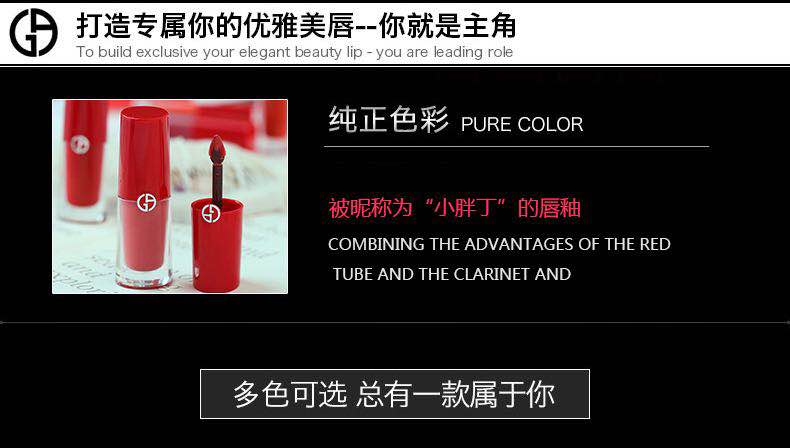 打造专属你的优雅美唇--你就是主角
To build exclusive your elegant beauty lip - you are leading role
纯正色彩 PURE COLOR
被昵称为“小胖丁”的唇釉
COMBINING THE ADVANTAGES OF THE RED
TUBE AND THE CLARINET AND
多色可选 总有一款属于你